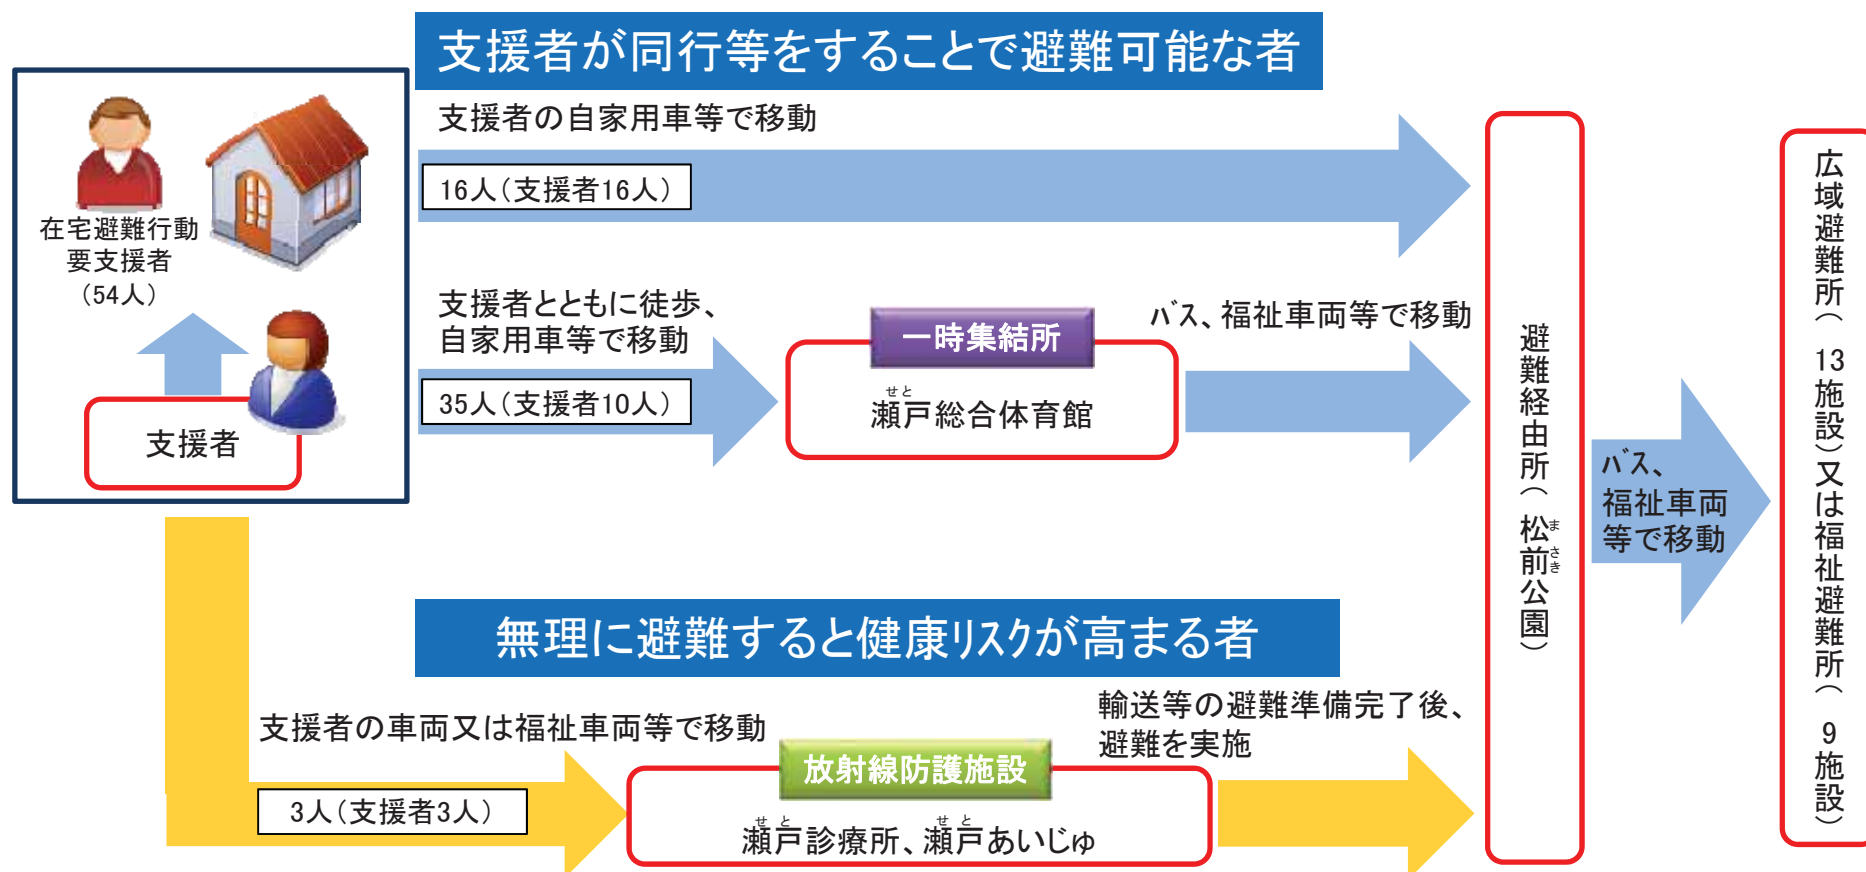 支援者が同行等をすることで避難可能な者
在宅避難行動
要支援者
（54人）
支援者
支援者の自家用車等で移動
16人（支援者16人）
支援者とともに徒歩、
自家用車等で移動
35人（支援者10人）
一時集結所
せと
瀬戸総合体育館
バス、福祉車両等で移動
無理に避難すると健康リスクが高まる者
支援者の車両又は福祉車両等で移動
3人（支援者3人）
放射線防護施設
せと せと
瀬戸診療所、瀬戸あいじゅ
輸送等の避難準備完了後、
避難を実施
避難経由所（松前公園）
まさき
バス、
福祉車両
等で移動
広域避難所（13施設）又は福祉避難所（9施設）